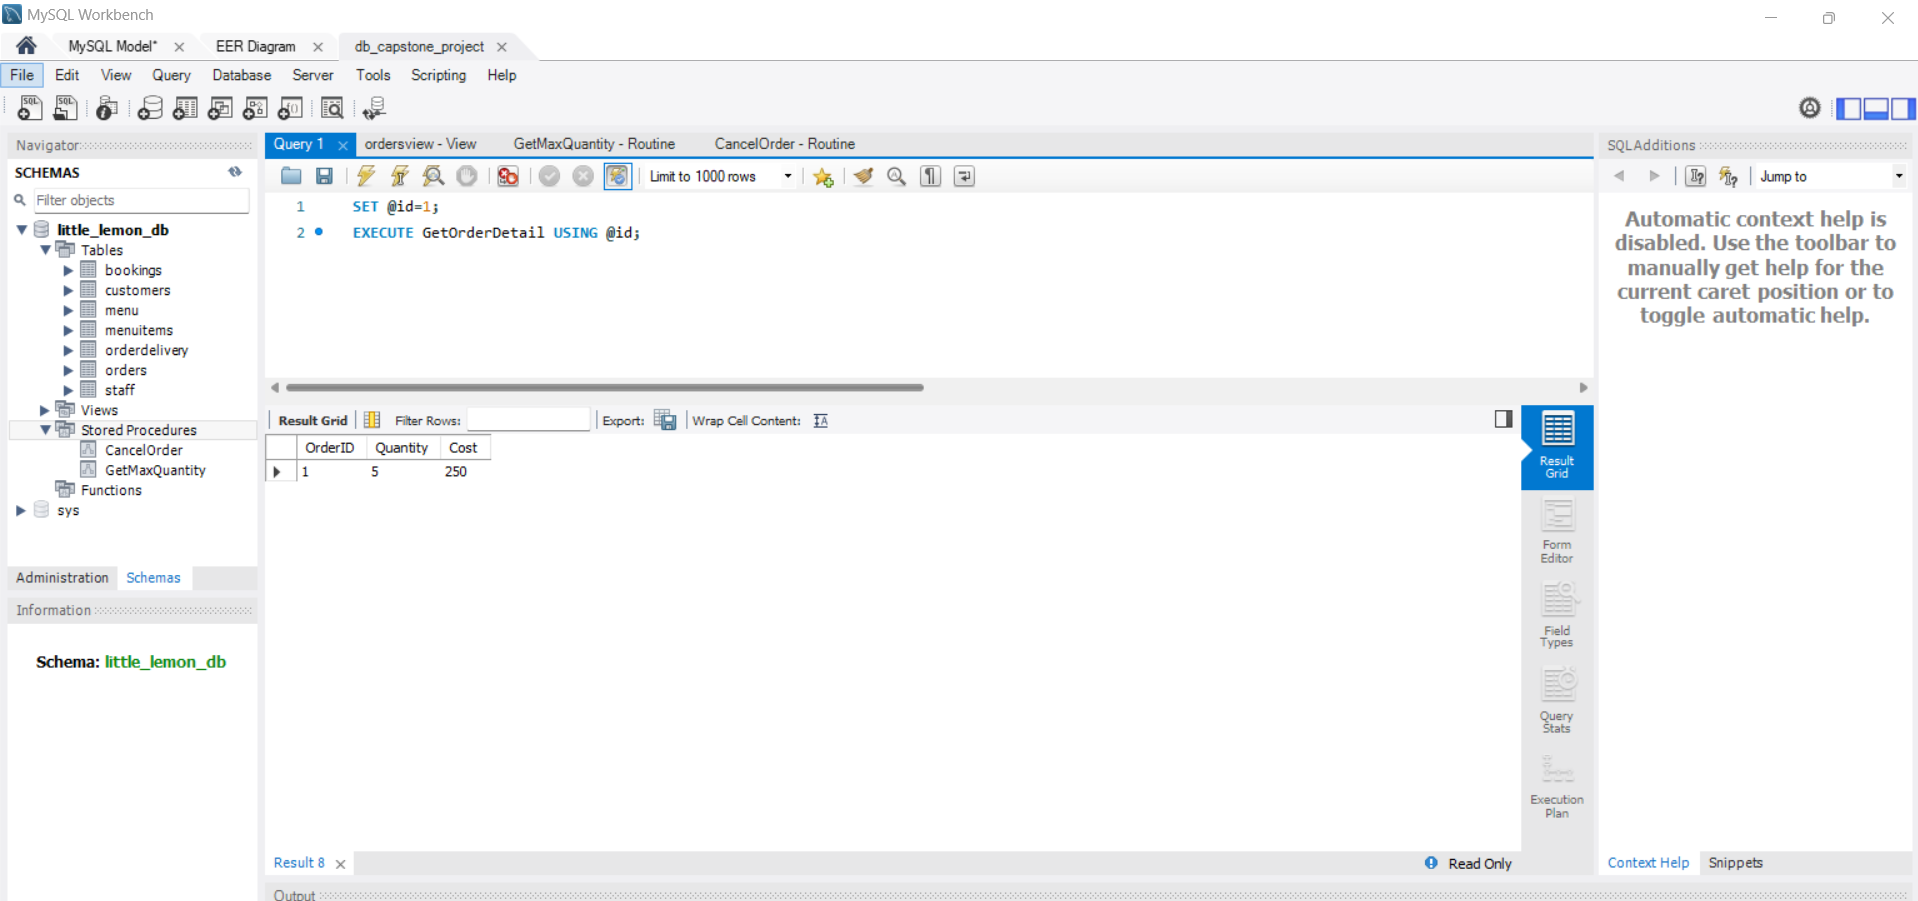 MySQL Workbench
MySQL Model* EER Diagram db_capstone_project
File Edit View Query Database Server Tools Scripting Help
Navigator
SCHEMAS
Filter objects
little_lemon_db
Tables
bookings
customers
menu
menuitems
orderdelivery
orders
staff
Views
Stored Procedures
CancelOrder
GetMaxQuantity
Functions
sys
Administration Schemas
Information
Schema: little_lemon_db
Query 1 ordersview - View GetMaxQuantity - Routine CancelOrder - Routine
Limit to 1000 rows
1 SET @id=1;
2 EXECUTE GetOrderDetail USING @id;
Result Grid Filter Rows: Export: Wrap Cell Content:
OrderID Quantity Cost
1 5 250
Result
Grid
Form
Editor
Field
Types
Query
Stats
Execution
Plan
Result 8 Read Only
Output
SQLAdditions
Jump to
Automatic context help is
disabled. Use the toolbar to
manually get help for the
current caret position or to
toggle automatic help.
Context Help Snippets